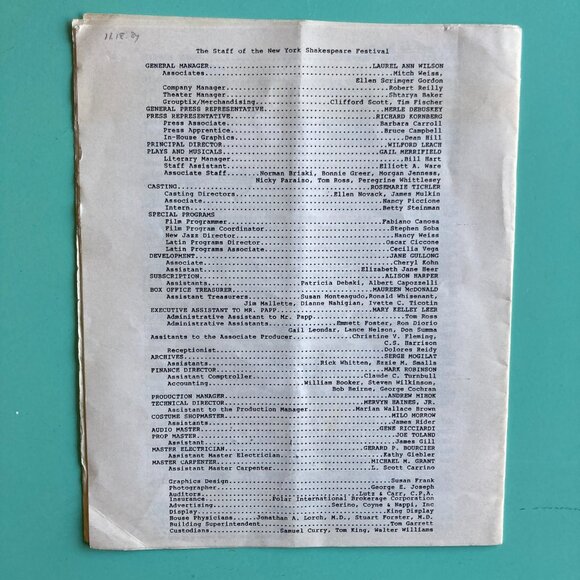 11.18.84
The Staff of the New York Shakespeare Festival
GENERAL MANAGER....LAUREL ANN WILSON
Associates....Mitch Weiss,
Ellen Scrimger Gordon
Company Manager....Robert Reilly
Theater Manager....Shtarya Baker
Grouptix/Merchandising....Clifford Scott, Tim Fischer
GENERAL PRESS REPRESENTATIVE....MERLE DEBUSKEY
PRESS REPRESENTATIVE....RICHARD KORNBERG
Press Associate....Barbara Carroll
Press Apprentice....Bruce Campbell
In-House Graphics....Dean Hill
PRINCIPAL DIRECTOR....WILFORD LEACH
PLAYS AND MUSICALS....GAIL MERRIFIELD
Literary Manager....Bill Hart
Staff Assistant....Elliott A. Ware
Associate Staff....Norman Briski, Bonnie Greer, Morgan Jenness,
Nicky Paraiso, Tom Ross, Peregrine Whittlesey
CASTING....ROSEMARIE TICHLER
Casting Directors....Ellen Novack, James Mulkin
Associate....Nancy Piccione
Intern....Betty Steinman
SPECIAL PROGRAMS
Film Programmer....Fabiano Canosa
Film Program Coordinator....Stephen Soba
New Jazz Director....Nancy Weiss
Latin Programs Director....Oscar Ciccone
Latin Programs Associate....Cecilia Vega
DEVELOPMENT....JANE GULLONG
Associate....Cheryl Kohn
Assistant....Elizabeth Jane Heer
SUBSCRIPTION....ALISON HARPER
Assistants....Patricia Debaki, Albert Capozzelli
BOX OFFICE TREASURER....MAUREEN McDONALD
Assistant Treasurers....Susan Monteagudo, Ronald Whisenant,
Jim Mallette, Dianne Nahigian, Ivette C. Ticotin
EXECUTIVE ASSISTANT TO MR. PAPP....MARY KELLEY LEER
Administrative Assistant to Mr. Papp....Tom Ross
Administrative Assistants....Emmett Foster, Ron Diorio
Gail Leondar, Lance Nelson, Don Summa
Assitants to the Associate Producer....Christine V. Fleming,
C.S. Harrison
Receptionist....Dolores Reidy
ARCHIVES....SERGE MOGILAT
Assistants....Rick Whitten, Bzzie M. Smalls
FINANCE DIRECTOR....MARK ROBINSON
Assistant Comptroller....Claude C. Turnbull
Accounting....William Booker, Steven Wilkinson,
Bob Beirne, George Cochran
PRODUCTION MANAGER....ANDREW MIHOK
TECHNICAL DIRECTOR....MERVYN HAINES, JR.
Assistant to the Production Manager....Marian Wallace Brown
COSTUME SHOPMASTER....MILO MORROW
Assistants....James Rider
AUDIO MASTER....GENE RICCIARDI
PROP MASTER....JOE TOLAND
Assistant....James Gill
MASTER ELECTRICIAN....GERARD P. BOURCIER
Assistant Master Electrician....Kathy Giebler
MASTER CARPENTER....MICHAEL M. GRANT
Assistant Master Carpenter....L. Scott Carrino
Graphics Design....Susan Frank
Photographer....George E. Joseph
Auditors....Lutz & Carr, C.P.A.
Insurance....Polar International Brokerage Corporation
Advertising....Serino, Coyne & Nappi, Inc
Display....King Display
House Physicians....Jonathan A. Lorch, M.D., Stuart Forster, M.D.
Building Superintendent....Tom Garrett
Custodians....Samuel Curry, Tom King, Walter Williams